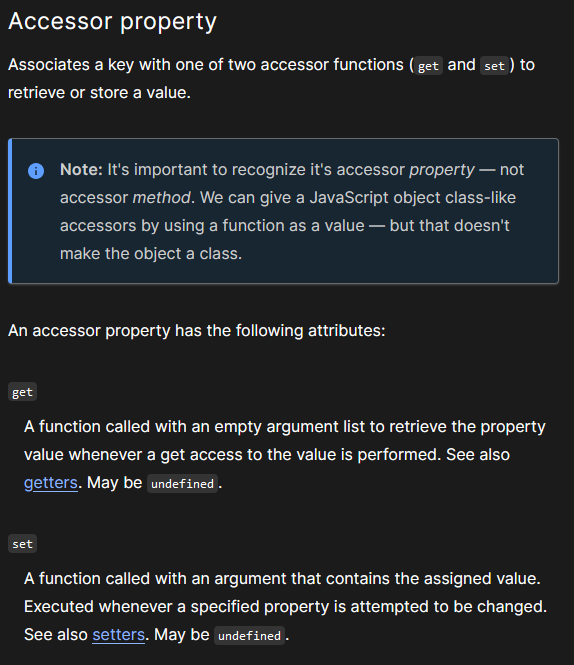 Accessor property
Associates a key with one of two accessor functions (get and set) to
retrieve or store a value.
Note: It's important to recognize it's accessor property — not
accessor method. We can give a JavaScript object class-like
accessors by using a function as a value — but that doesn't
make the object a class.
An accessor property has the following attributes:
get
A function called with an empty argument list to retrieve the property
value whenever a get access to the value is performed. See also
getters. May be undefined.
set
A function called with an argument that contains the assigned value.
Executed whenever a specified property is attempted to be changed.
See also setters. May be undefined.